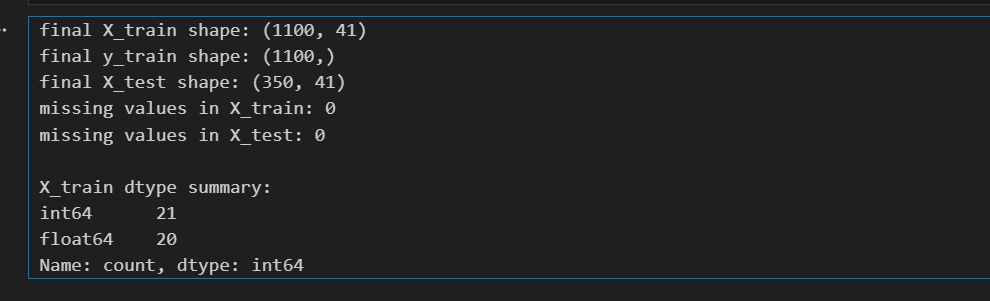 final X_train shape: (1100, 41)
final y_train shape: (1100,)
final X_test shape: (350, 41)
missing values in X_train: 0
missing values in X_test: 0

X_train dtype summary:
int64      21
float64    20
Name: count, dtype: int64